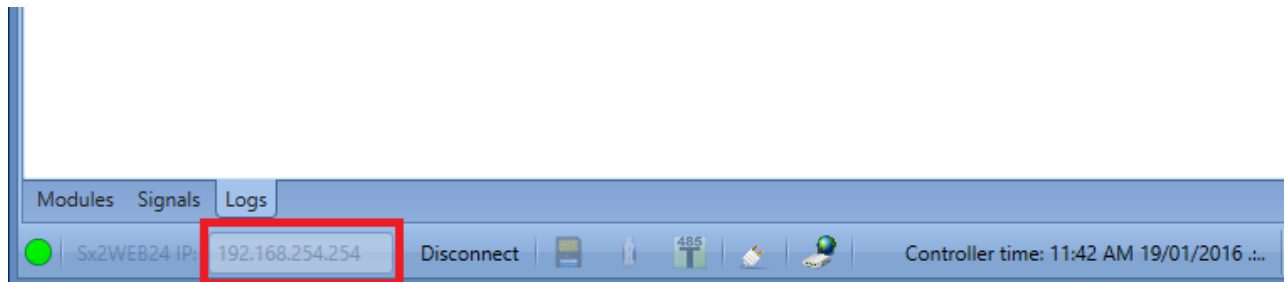 Modules Signals Logs
Sx2WEB24 IP: 192.168.254.254 Disconnect 485 Controller time: 11:42 AM 19/01/2016 .:..